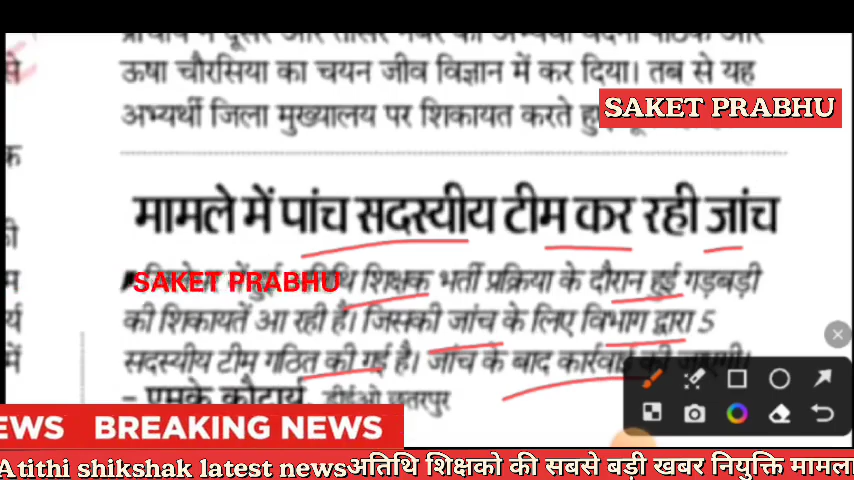 ऊषा चौरसिया का चयन जीव विज्ञान में कर दिया। तब से यह
अभ्यर्थी जिला मुख्यालय पर शिकायत करते
SAKET PRABHU
मामले में पांच सदस्यीय टीम कर रही जांच
SAKET PRABHU शिक्षक भर्ती प्रक्रिया के दौरान हुई गड़बड़ी
की शिकायतें आ रही है। जिसकी जांच के लिए विभाग द्वारा 5
सदस्यीय टीम गठित की गई है। जांच के बाद कार्रवाई की
डीईओ छतरपुर
EWS BREAKING NEWS
Atithi shikshak latest newsअतिथि शिक्षको की सबसे बड़ी खबर नियुक्ति मामला